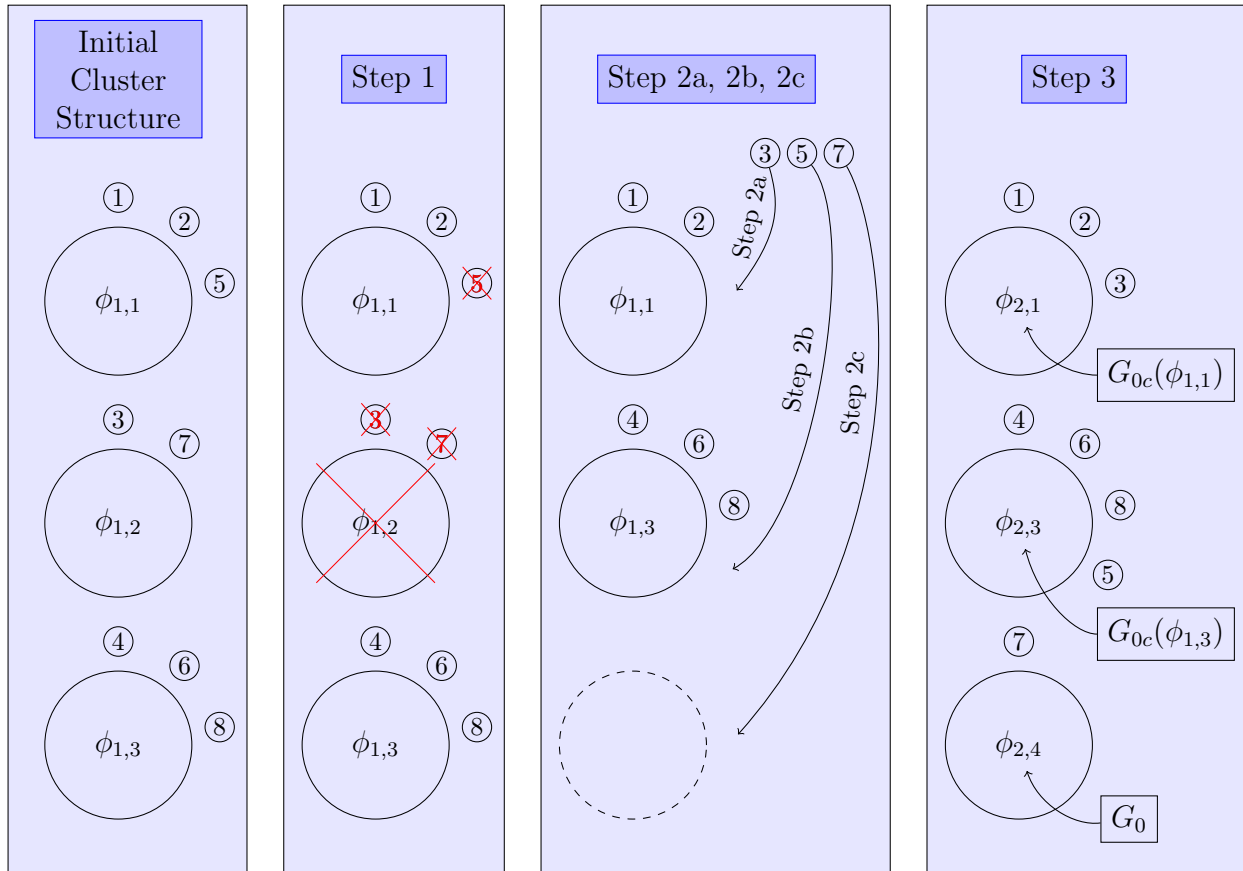 Initial
Cluster
Structure
1
2
5
ϕ1,1
3
7
ϕ1,2
4
6
8
ϕ1,3
Step 1
1
2
5
ϕ1,1
3
7
ϕ1,2
4
6
8
ϕ1,3
Step 2a, 2b, 2c
3 5 7
1
2
ϕ1,1
Step 2a
Step 2b
Step 2c
4
6
8
ϕ1,3
Step 3
1
2
3
ϕ2,1
G0c(ϕ1,1)
4
6
8
ϕ2,3
5
G0c(ϕ1,3)
7
ϕ2,4
G0